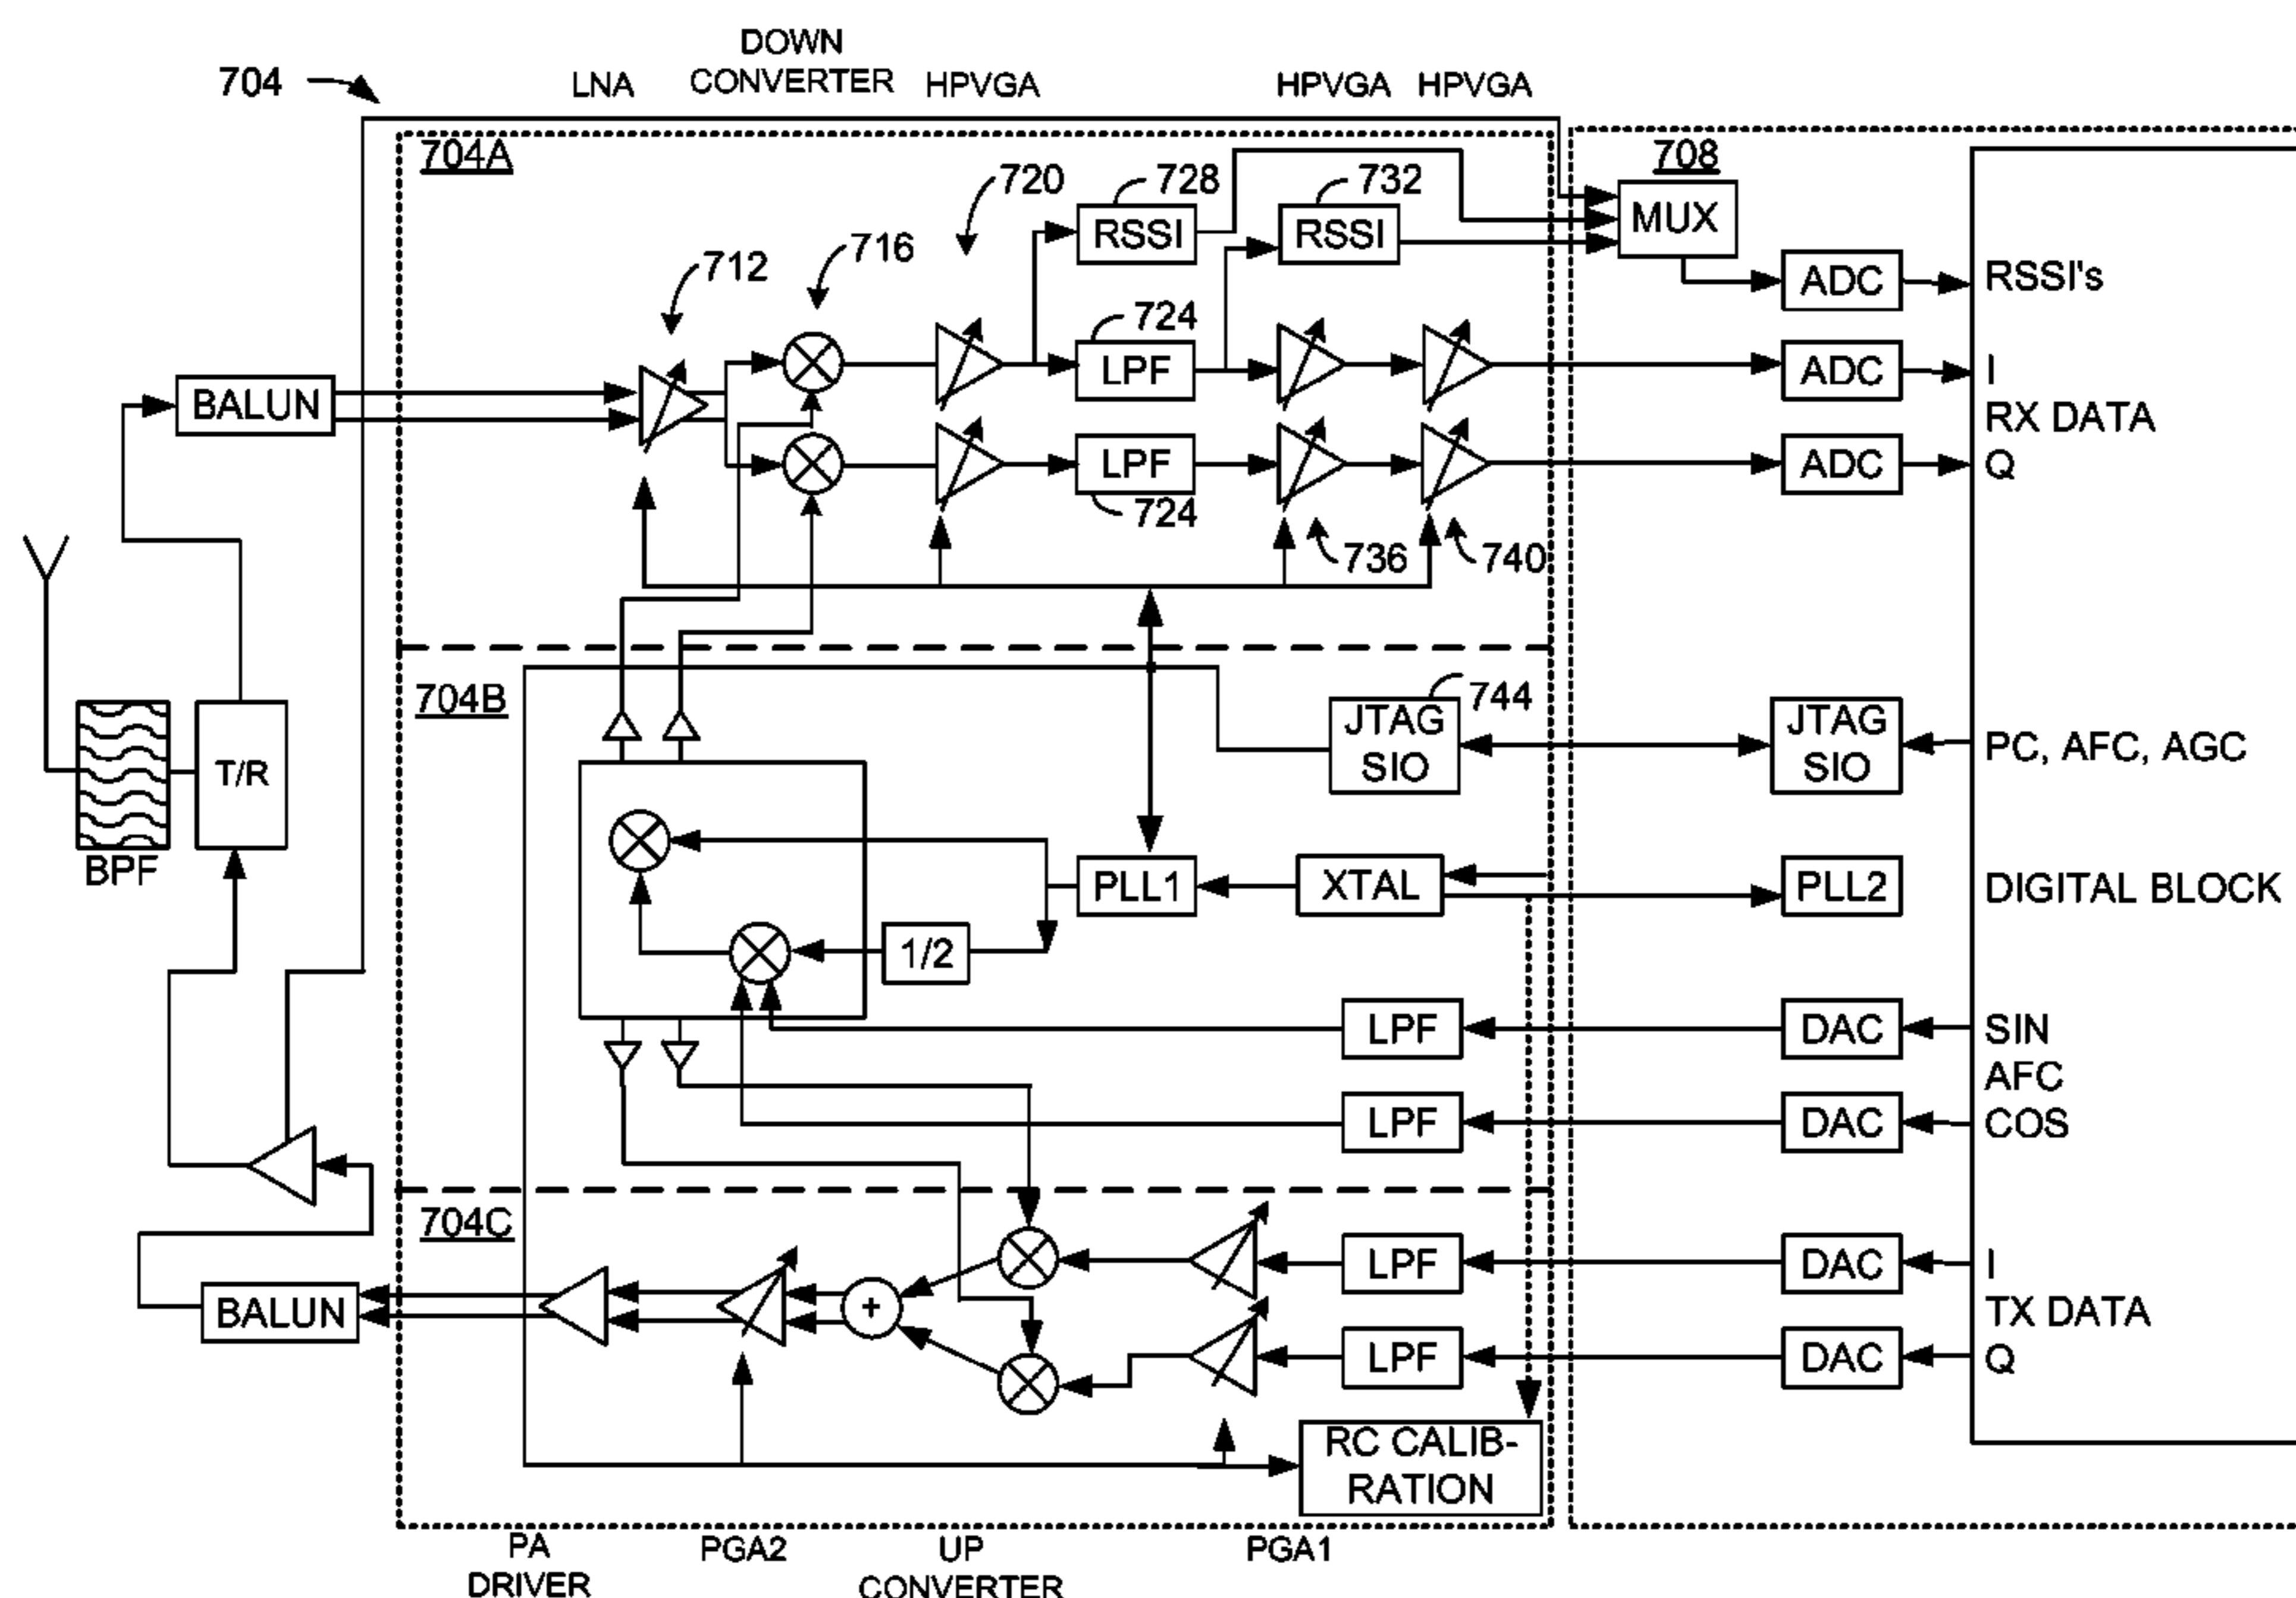 DOWN
704
LNA
CONVERTER
HPVGA
HPVGA
HPVGA
704A
708
720
728
732
RSSI
RSSI
MUX
712
716
ADC
RSSI's
724
BALUN
LPF
ADC
I
RX DATA
LPF
ADC
Q
724
736
740
704B
744
JTAG
SIO
JTAG
SIO
PC, AFC, AGC
T/R
BPF
PLL1
XTAL
PLL2
DIGITAL BLOCK
1/2
LPF
DAC
SIN
AFC
LPF
DAC
COS
704C
LPF
DAC
I
BALUN
+
TX DATA
LPF
DAC
Q
RC CALIB-
RATION
PA
DRIVER
PGA2
UP
CONVERTER
PGA1